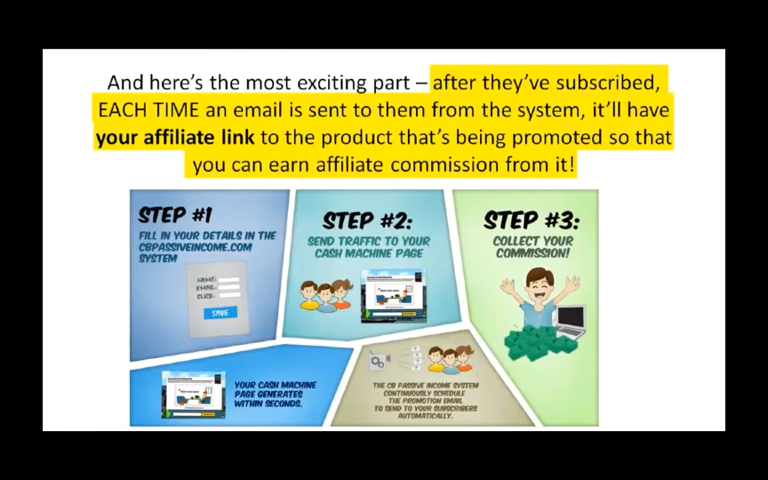 And here's the most exciting part – after they've subscribed,
EACH TIME an email is sent to them from the system, it'll have
your affiliate link to the product that's being promoted so that
you can earn affiliate commission from it!
STEP #1
FILL IN YOUR DETAILS IN THE
CBPASSIVEINCOME.COM
SYSTEM
NAME:
EMAIL:
CLICK:
SAVE
STEP #2:
SEND TRAFFIC TO YOUR
CASH MACHINE PAGE
STEP #3:
COLLECT YOUR
COMMISSION!
YOUR CASH MACHINE
PAGE GENERATES
WITHIN SECONDS.
THE CB PASSIVE INCOME SYSTEM
CONTINUOUSLY SCHEDULE
THE PROMOTION EMAIL
TO SEND TO YOUR SUBSCRIBERS
AUTOMATICALLY.